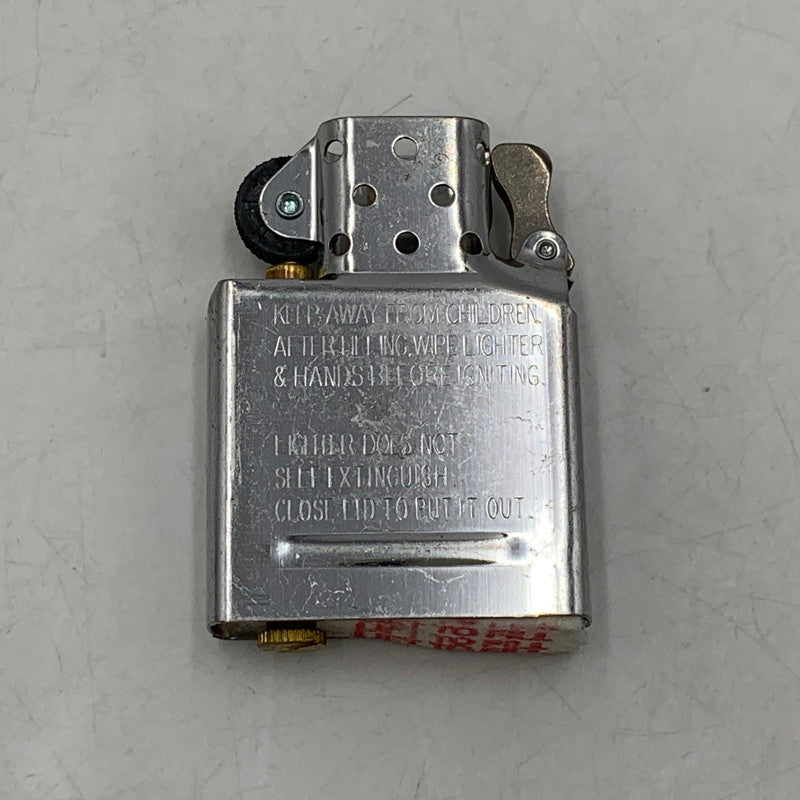 KEEP AWAY FROM CHILDREN.
AFTER FILLING, WIPE LIGHTER
& HANDS BEFORE IGNITING.
LIGHTER DOES NOT
SELF EXTINGUISH.
CLOSE LID TO PUT IT OUT.